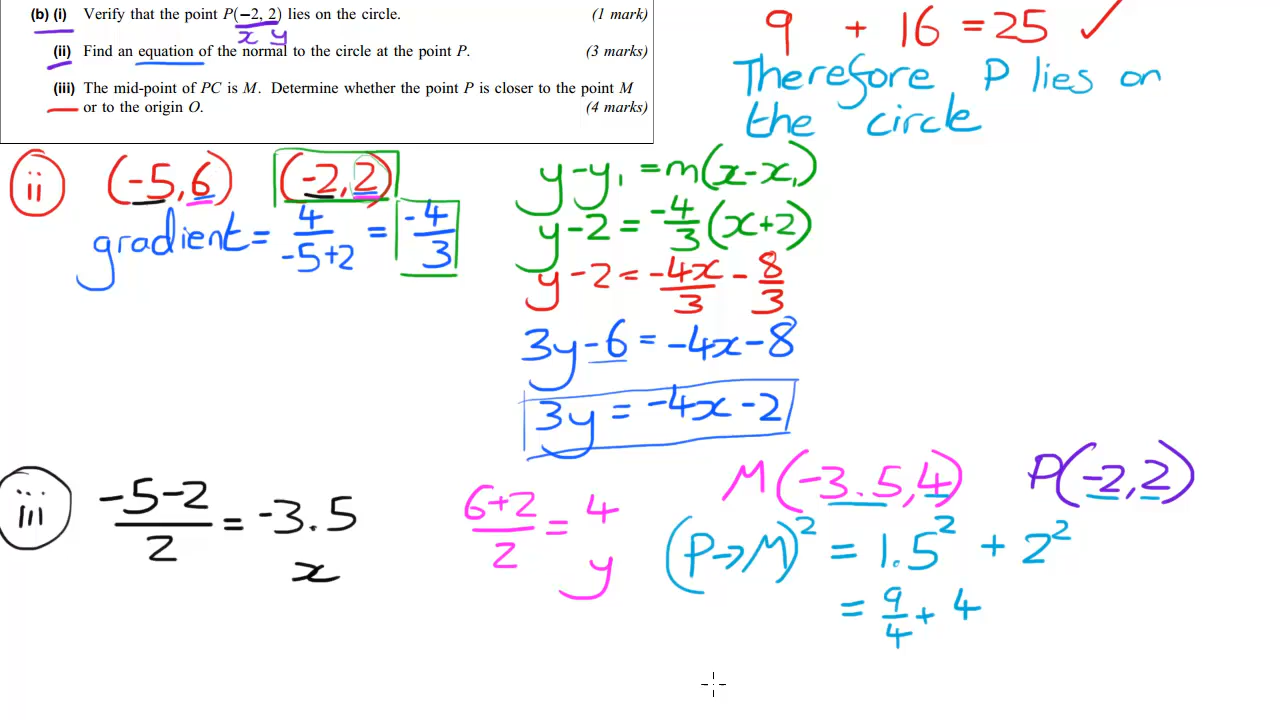 (b) (i) Verify that the point P(−2, 2) lies on the circle. (1 mark)
x y
(ii) Find an equation of the normal to the circle at the point P. (3 marks)
(iii) The mid-point of PC is M. Determine whether the point P is closer to the point M
or to the origin O. (4 marks)
9 + 16 = 25 ✓
Therefore P lies on
the circle
ii (-5, 6) (-2, 2)
gradient = 4/(-5+2) = -4/3
y - y₁ = m(x - x₁)
y - 2 = -4/3 (x + 2)
y - 2 = -4x/3 - 8/3
3y - 6 = -4x - 8
3y = -4x - 2
iii (-5-2)/2 = -3.5
x
(6+2)/2 = 4
y
M(-3.5, 4) P(-2, 2)
(P→M)² = 1.5² + 2²
= 9/4 + 4